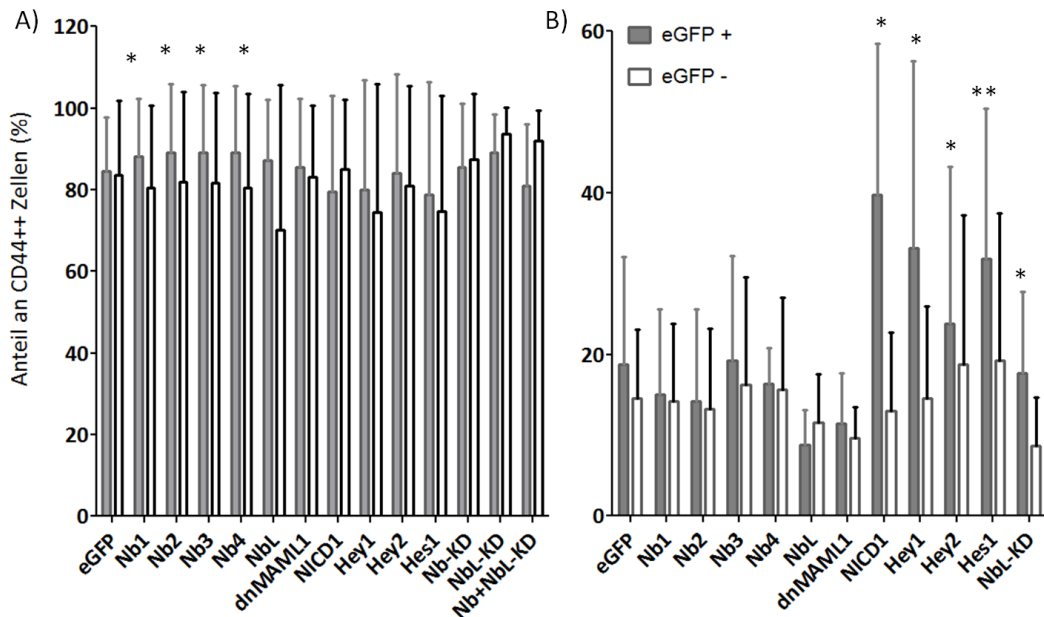 A)
Anteil an CD44++ Zellen (%)
120
100
80
60
40
20
0
* * * *
eGFP
Nb1
Nb2
Nb3
Nb4
NbL
dnMAML1
NICD1
Hey1
Hey2
Hes1
Nb-KD
NbL-KD
Nb+NbL-KD
B)
60
40
20
0
eGFP +
eGFP -
* * * ** *
eGFP
Nb1
Nb2
Nb3
Nb4
NbL
dnMAML1
NICD1
Hey1
Hey2
Hes1
NbL-KD